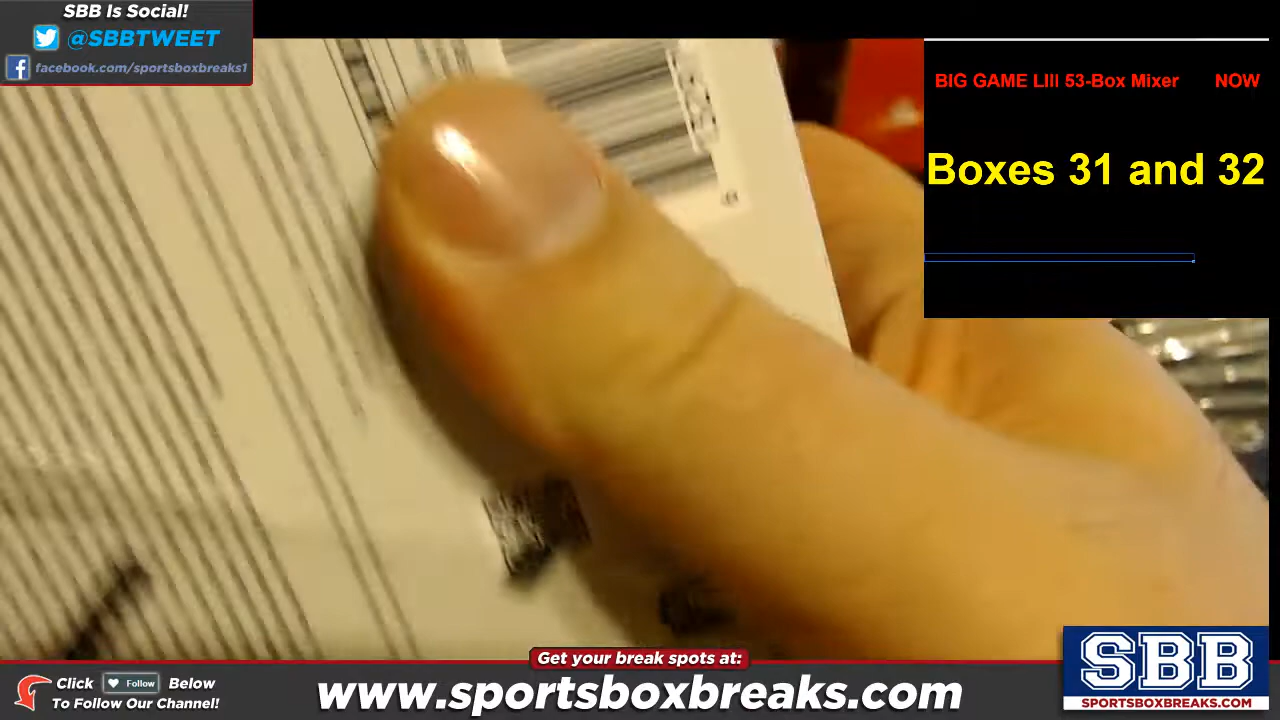 SBB Is Social!
@SBBTWEET
facebook.com/sportsboxbreaks1
BIG GAME LIII 53-Box Mixer NOW
Boxes 31 and 32
Get your break spots at:
Click Follow Below
To Follow Our Channel!
www.sportsboxbreaks.com
SBB
SPORTSBOXBREAKS.COM